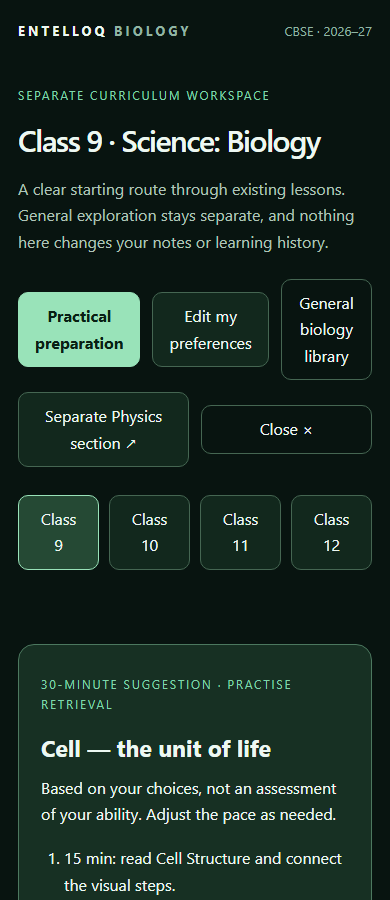 ENTELLOQ BIOLOGY
CBSE · 2026–27
SEPARATE CURRICULUM WORKSPACE
Class 9 · Science: Biology
A clear starting route through existing lessons.
General exploration stays separate, and nothing
here changes your notes or learning history.
Practical
preparation
Edit my
preferences
General
biology
library
Separate Physics
section ↗
Close ×
Class
9
Class
10
Class
11
Class
12
30-MINUTE SUGGESTION · PRACTISE
RETRIEVAL
Cell — the unit of life
Based on your choices, not an assessment
of your ability. Adjust the pace as needed.
1. 15 min: read Cell Structure and connect
the visual steps.